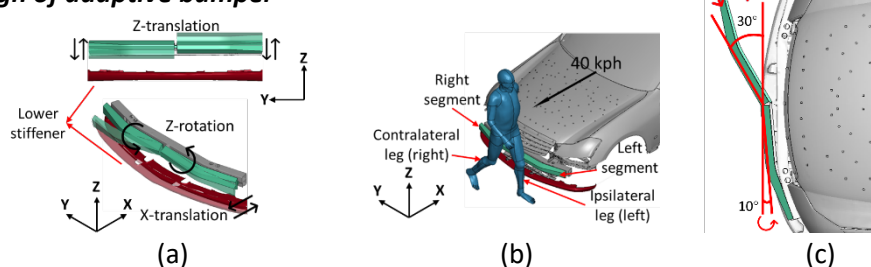 gn of adaptive bumper
Z-translation
Z
Y
Lower
stiffener
Z-rotation
Z
Y
X
X-translation
(a)
40 kph
Right
segment
Contralateral
leg (right)
Left
segment
Ipsilateral
leg (left)
Z
Y
X
(b)
30°
10°
(c)